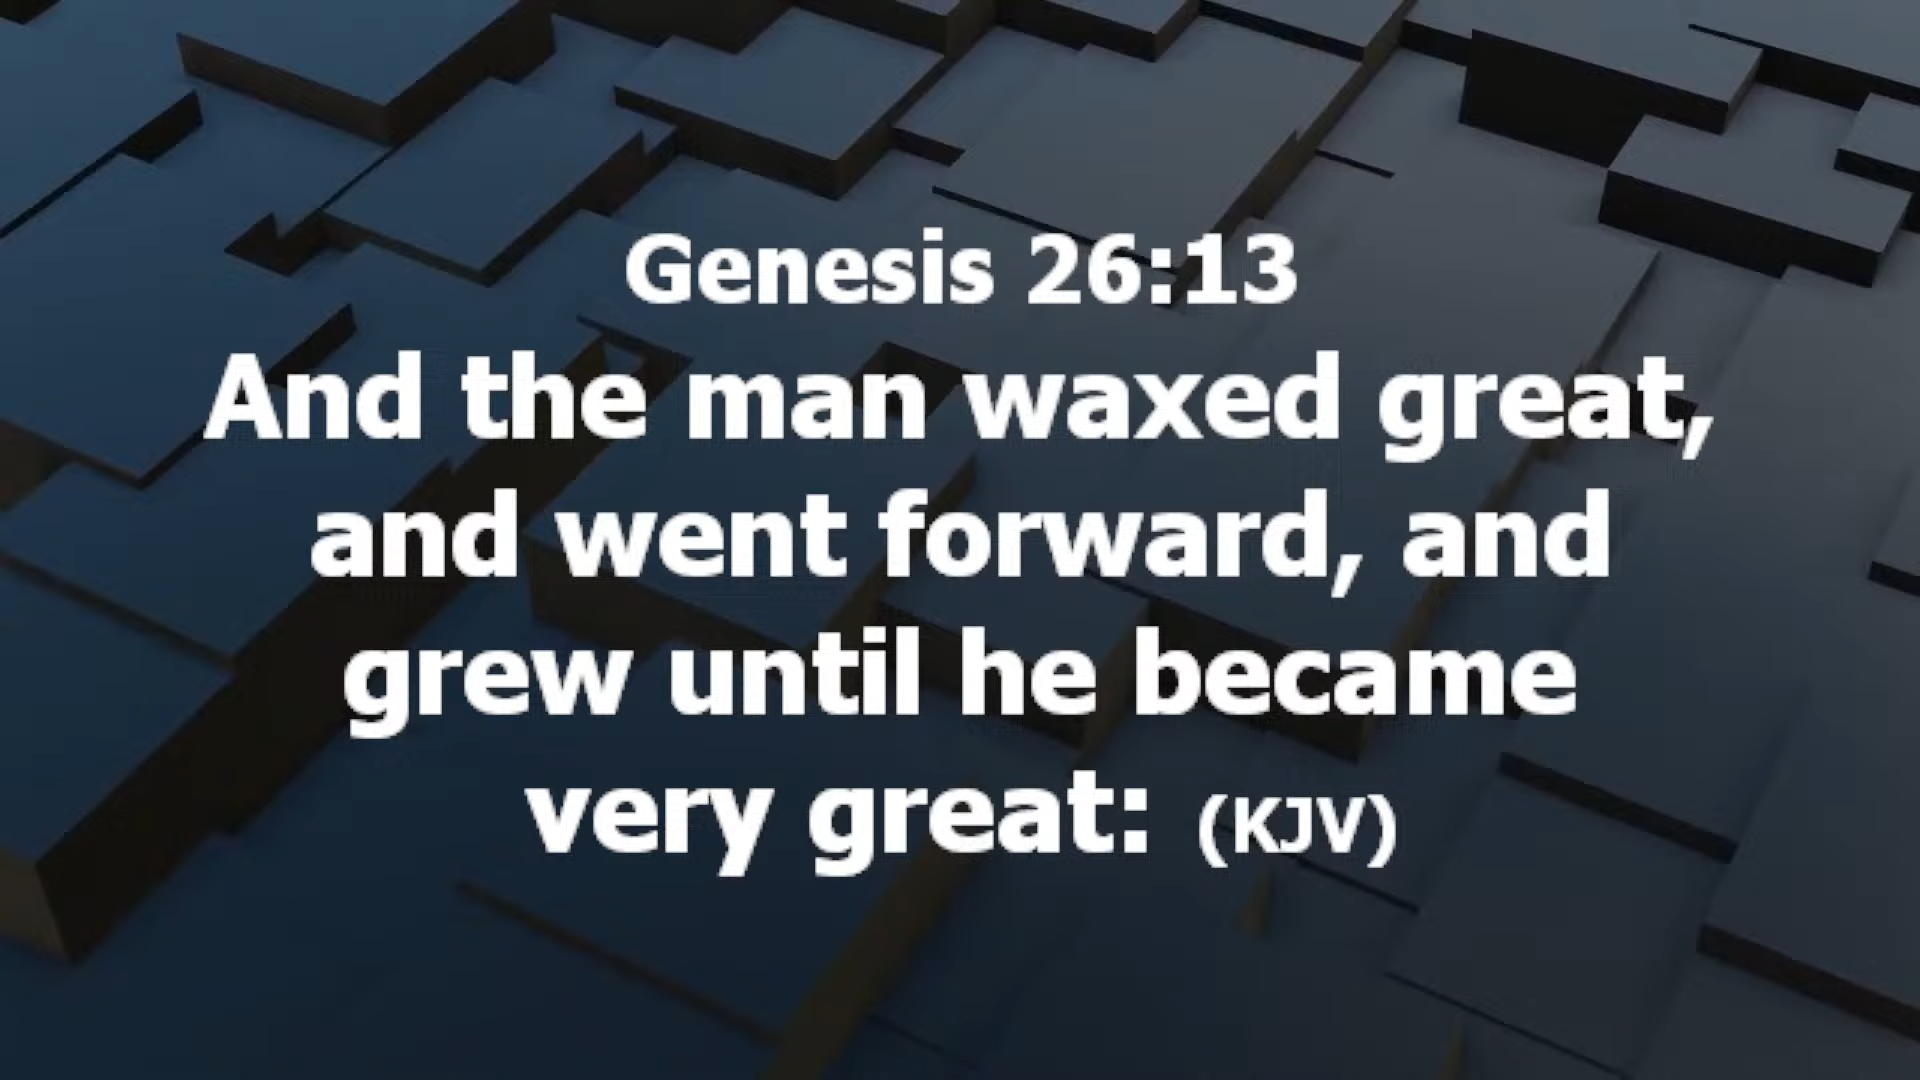 Genesis 26:13
And the man waxed great,
and went forward, and
grew until he became
very great: (KJV)